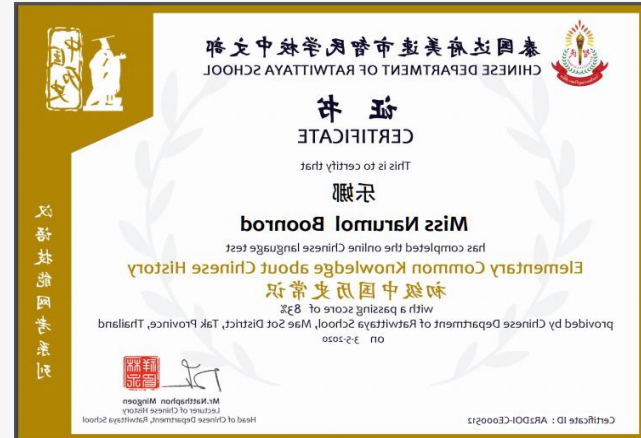 泰国达府美速市智民学校中文部
CHINESE DEPARTMENT OF RATWITTAYA SCHOOL
证书
CERTIFICATE
This is to certify that
乐娜
Miss Narumol Boonrod
has completed the online Chinese language test
Elementary Common Knowledge about Chinese History
初级中国历史常识
with a passing score of 83%
provided by Chinese Department of Ratwittaya School, Mae Sot District, Tak Province, Thailand
on 3-5-2020
Mr.Natthaphon Mingoen
Lecturer of Chinese History
Head of Chinese Department, Ratwittaya School
Certificate ID : AR2DOI-CE000512
中国历史
汉语技能网考系列